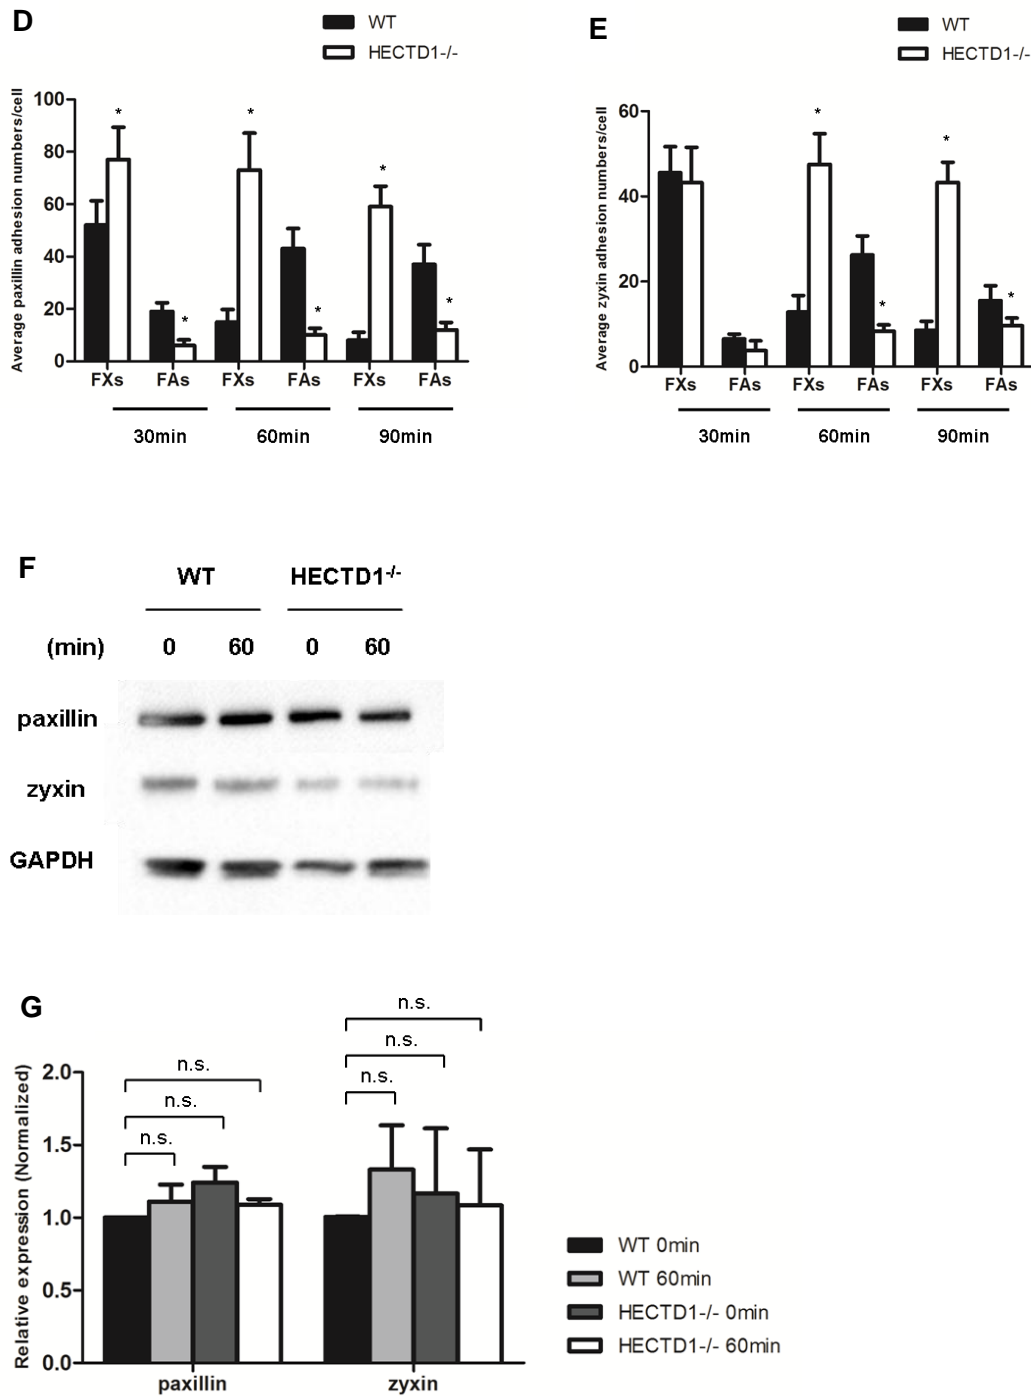 D
WT
HECTD1-/-
Average paxillin adhesion numbers/cell
100
80
60
40
20
0
* * * * * *
FXs FAs FXs FAs FXs FAs
30min 60min 90min
E
WT
HECTD1-/-
Average zyxin adhesion numbers/cell
60
40
20
0
* * * *
FXs FAs FXs FAs FXs FAs
30min 60min 90min
F
WT HECTD1-/-
(min) 0 60 0 60
paxillin
zyxin
GAPDH
G
Relative expression (Normalized)
2.0
1.5
1.0
0.5
0.0
n.s.
n.s.
n.s.
n.s.
n.s.
n.s.
paxillin zyxin
WT 0min
WT 60min
HECTD1-/- 0min
HECTD1-/- 60min